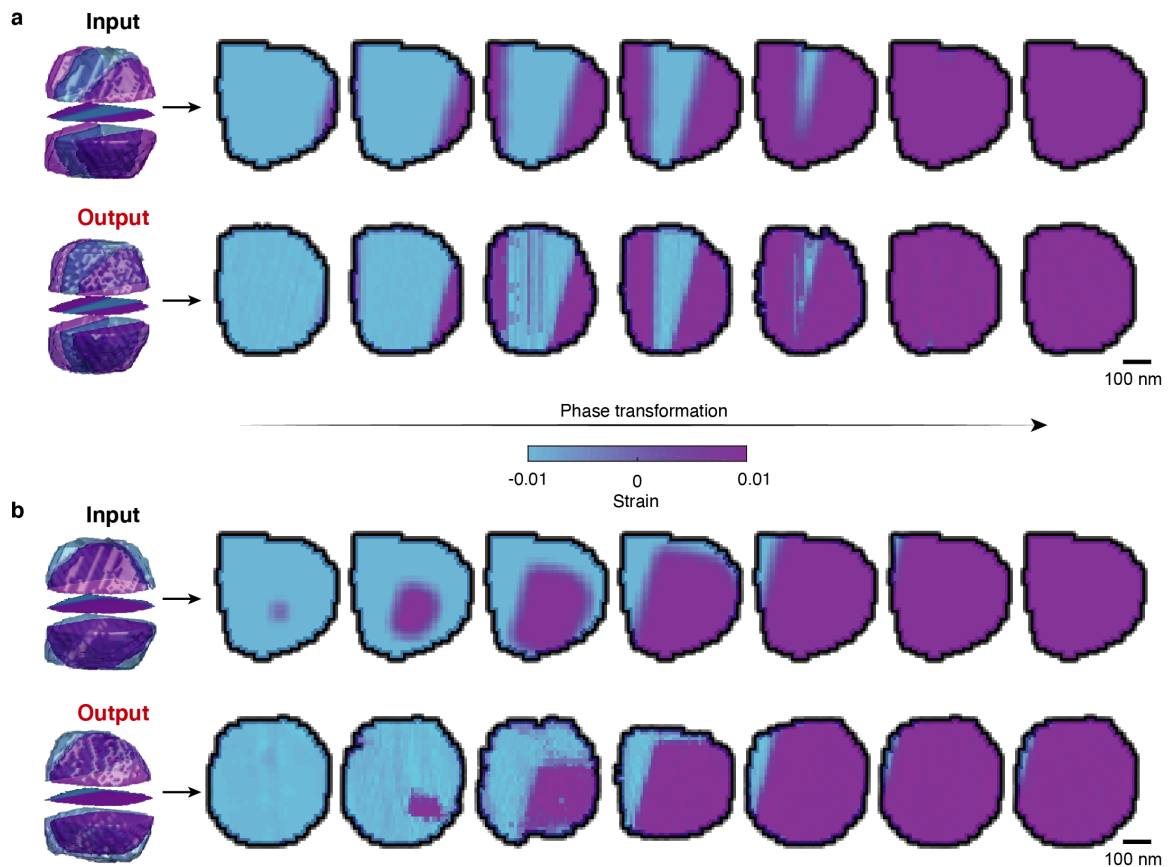 a
Input
Output
100 nm
Phase transformation
-0.01
0
0.01
Strain
b
Input
Output
100 nm